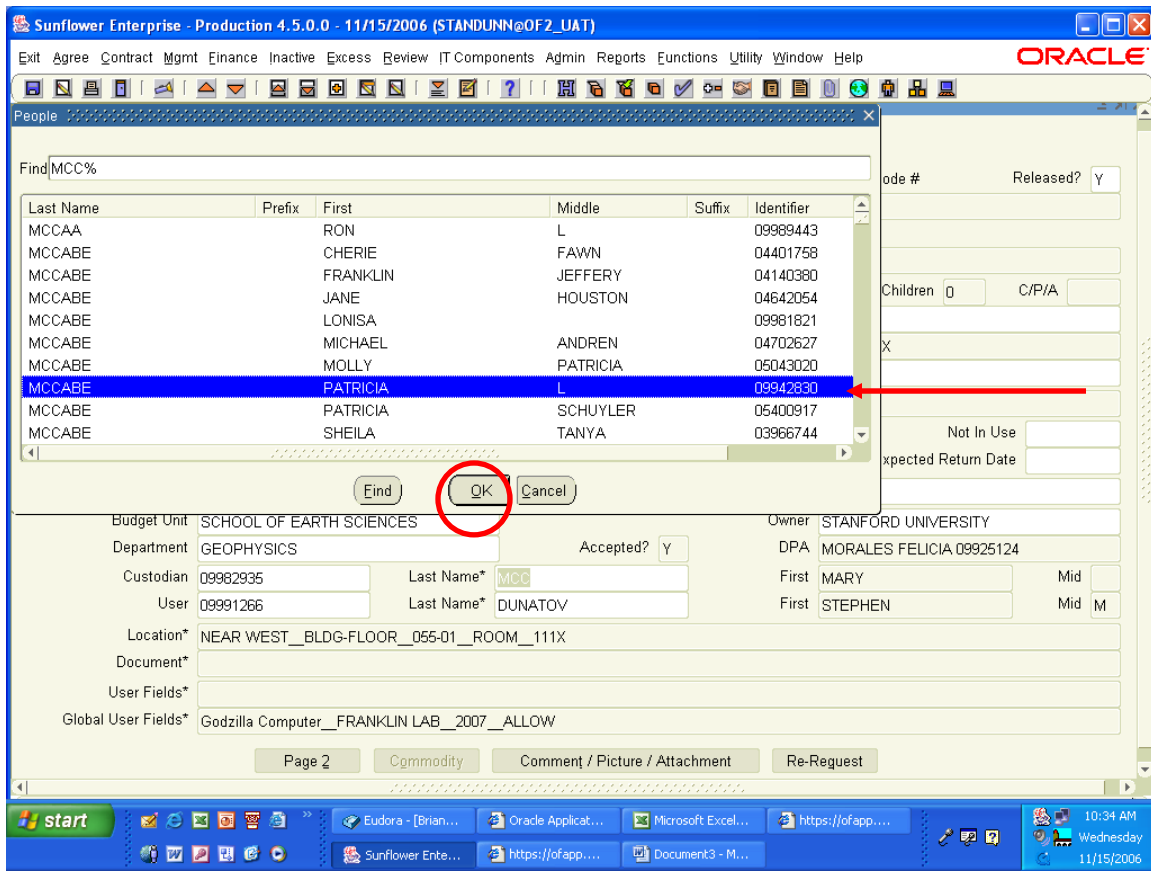 Sunflower Enterprise - Production 4.5.0.0 - 11/15/2006 (STANDUNN@OF2_UAT)
Exit Agree Contract Mgmt Finance Inactive Excess Review IT Components Admin Reports Functions Utility Window Help ORACLE
People
Find MCC%
ode # Released? Y
Last Name Prefix First Middle Suffix Identifier
MCCAA RON L 09989443
MCCABE CHERIE FAWN 04401758
MCCABE FRANKLIN JEFFERY 04140380
MCCABE JANE HOUSTON 04642054
Children 0 C/P/A
MCCABE LONISA 09981821
MCCABE MICHAEL ANDREN 04702627
X
MCCABE MOLLY PATRICIA 05043020
MCCABE PATRICIA L 09942830
MCCABE PATRICIA SCHUYLER 05400917
MCCABE SHEILA TANYA 03966744
Not In Use
xpected Return Date
Find OK Cancel
Budget Unit SCHOOL OF EARTH SCIENCES Owner STANFORD UNIVERSITY
Department GEOPHYSICS Accepted? Y DPA MORALES FELICIA 09925124
Custodian 09982935 Last Name* MCC First MARY Mid
User 09991266 Last Name* DUNATOV First STEPHEN Mid M
Location* NEAR WEST__BLDG-FLOOR__055-01__ROOM__111X
Document*
User Fields*
Global User Fields* Godzilla Computer__FRANKLIN LAB__2007__ALLOW
Page 2 Commodity Comment / Picture / Attachment Re-Request
start Eudora - [Brian... Oracle Applicat... Microsoft Excel... https://ofapp.... 10:34 AM
Wednesday
Sunflower Ente... https://ofapp.... Document3 - M... 11/15/2006